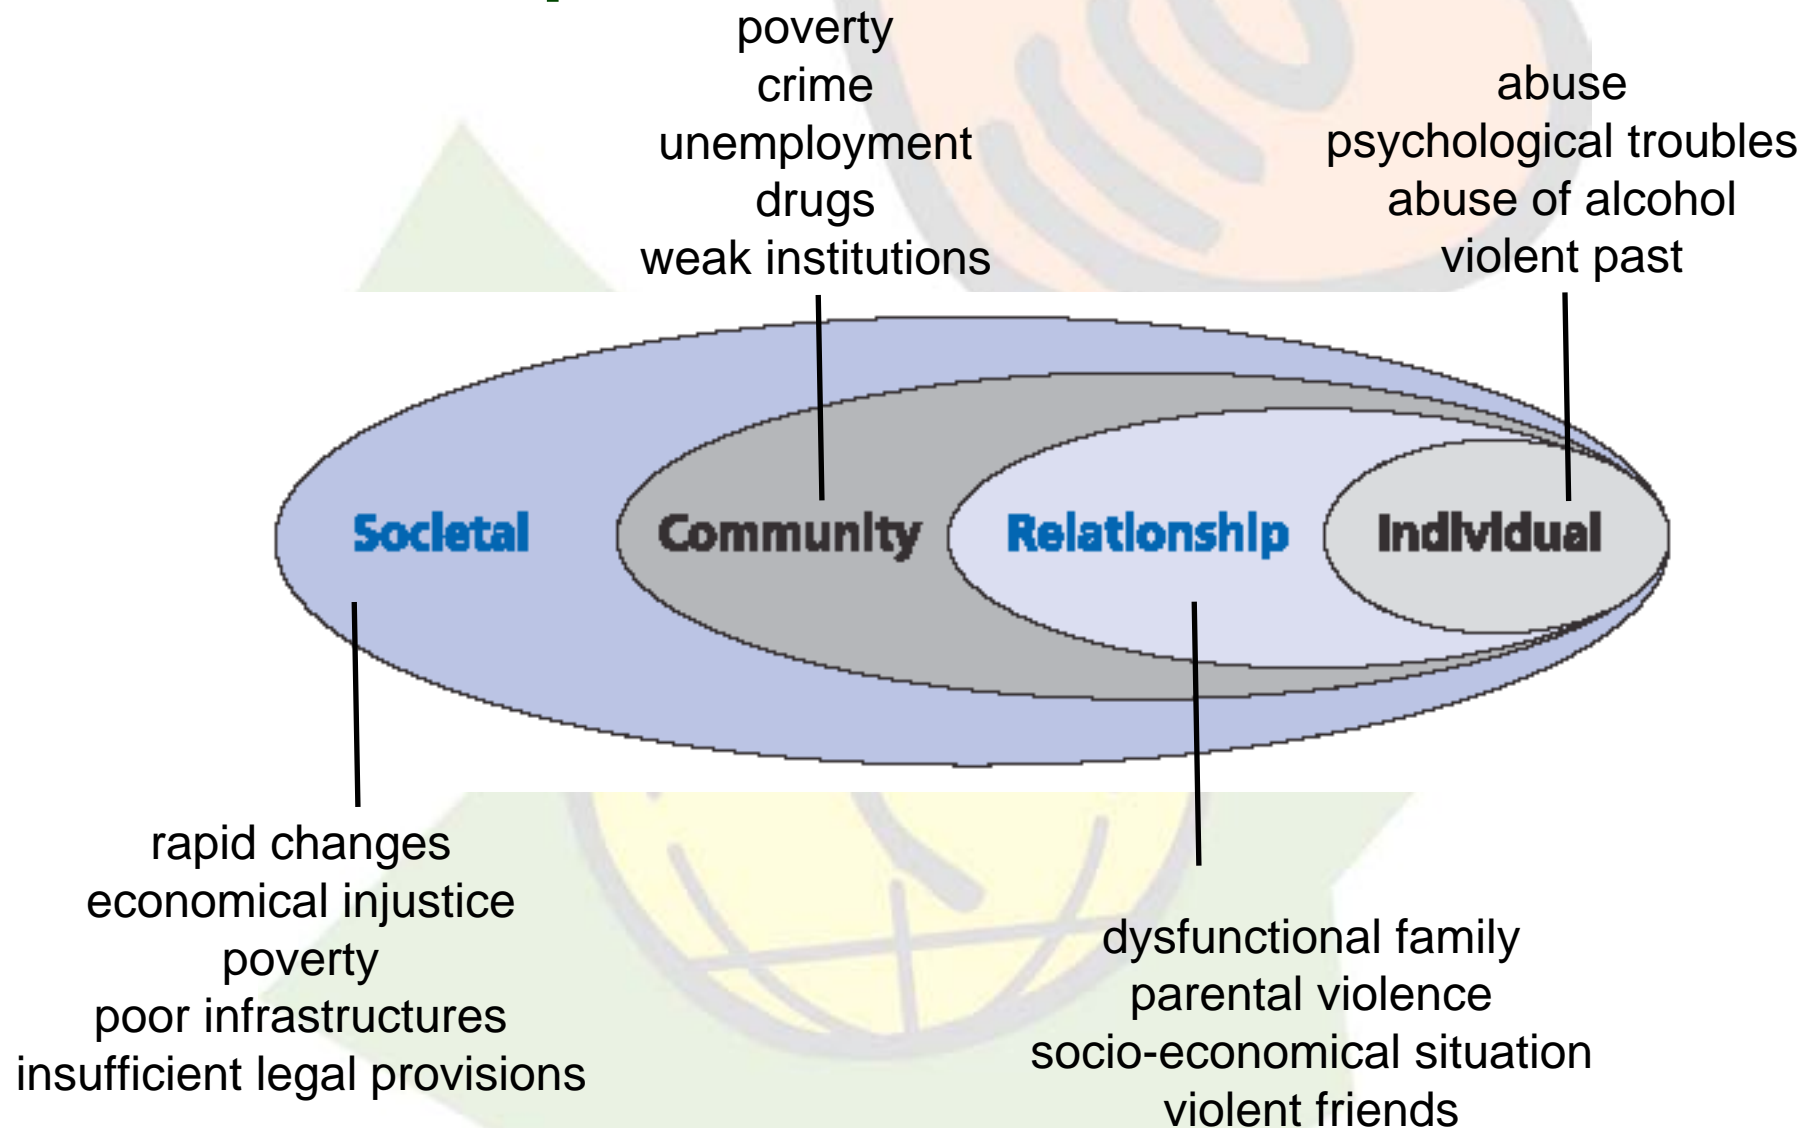 poverty
crime
unemployment
drugs
weak institutions
abuse
psychological troubles
abuse of alcohol
violent past
Societal
Community
Relationship
Individual
rapid changes
economical injustice
poverty
poor infrastructures
insufficient legal provisions
dysfunctional family
parental violence
socio-economical situation
violent friends